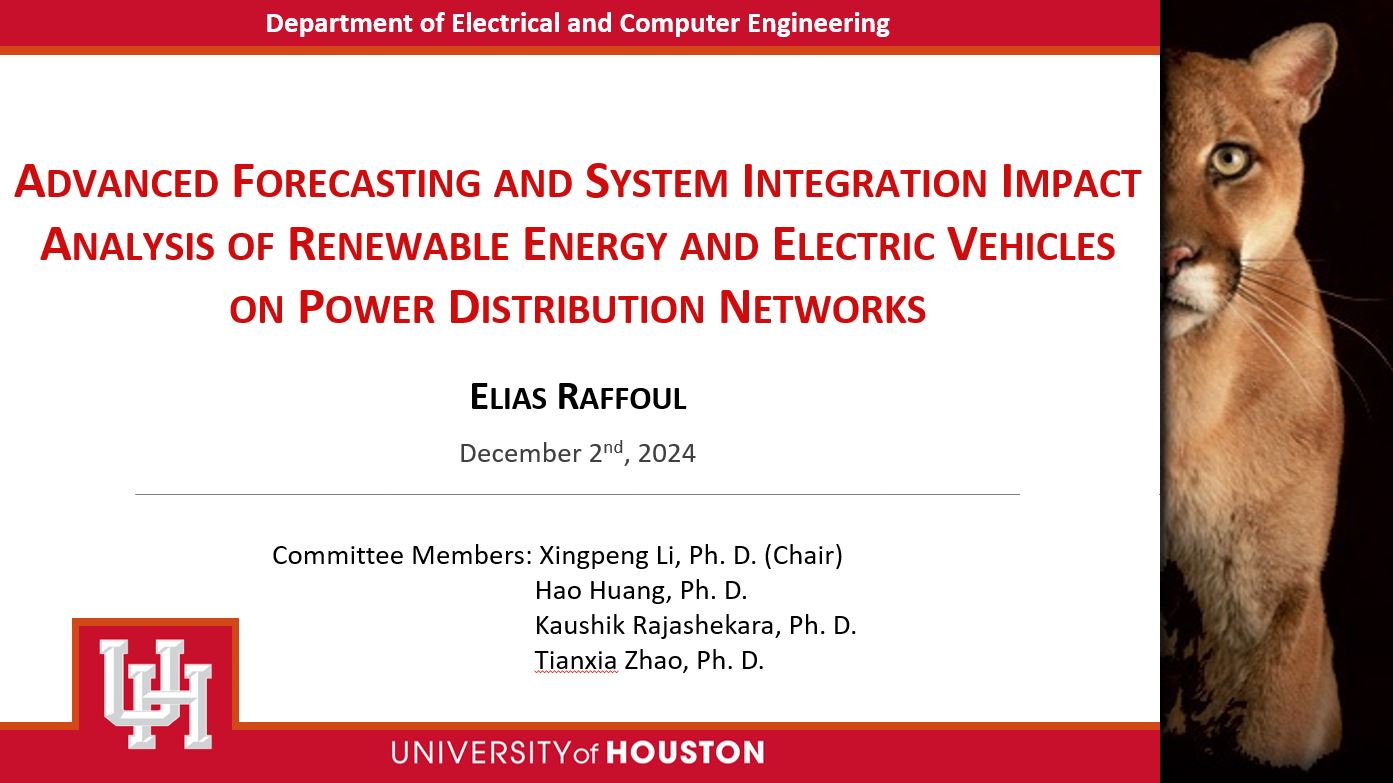 Department of Electrical and Computer Engineering
ADVANCED FORECASTING AND SYSTEM INTEGRATION IMPACT
ANALYSIS OF RENEWABLE ENERGY AND ELECTRIC VEHICLES
ON POWER DISTRIBUTION NETWORKS
ELIAS RAFFOUL
December 2nd, 2024
Committee Members: Xingpeng Li, Ph. D. (Chair)
Hao Huang, Ph. D.
Kaushik Rajashekara, Ph. D.
Tianxia Zhao, Ph. D.
UH
UNIVERSITY of HOUSTON